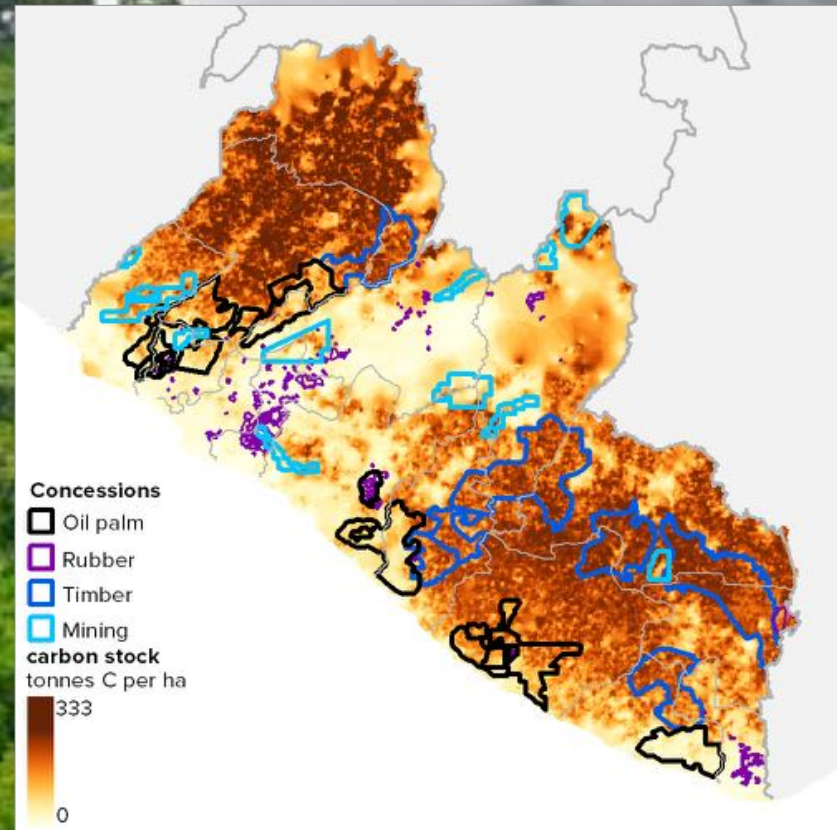 Concessions
Oil palm
Rubber
Timber
Mining
carbon stock
tonnes C per ha
333
0